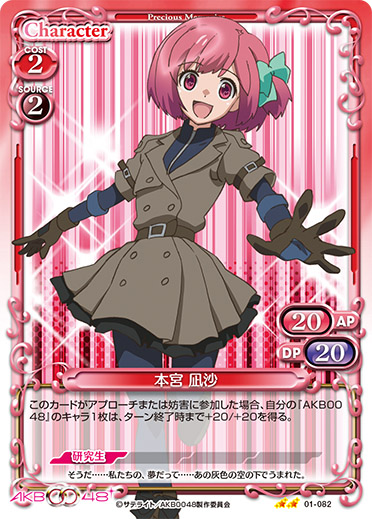 Precious Memories
Character
COST
2
SOURCE
2
20 AP
DP 20
本宮 凪沙
このカードがアプローチまたは妨害に参加した場合、自分の「AKB00
48」のキャラ1枚は、ターン終了時まで+20/+20を得る。
研究生
そうだ……私たちの、夢だって……あの灰色の空の下でうまれた。
AKB0048
©サテライト/AKB0048製作委員会
01-082